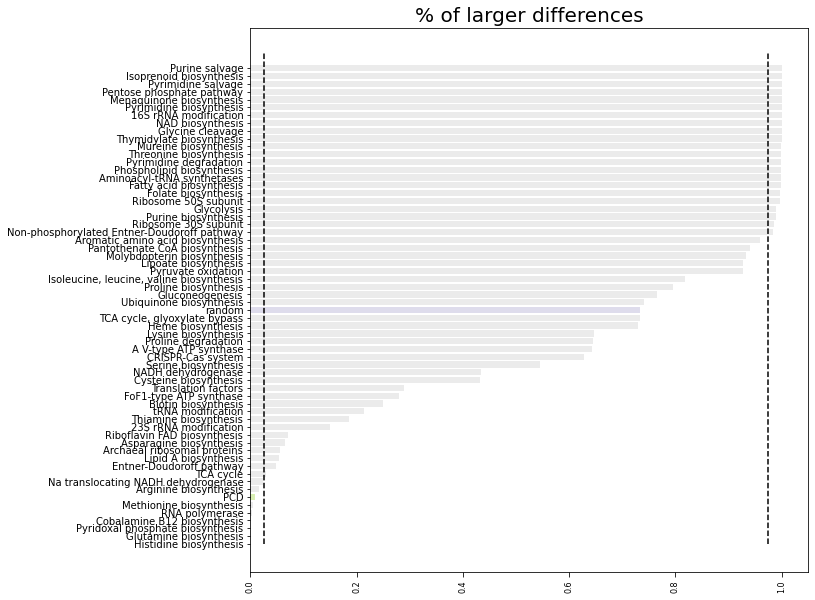 % of larger differences
Purine salvage
Isoprenoid biosynthesis
Pyrimidine salvage
Pentose phosphate pathway
Menaquinone biosynthesis
Pyrimidine biosynthesis
16S rRNA modification
NAD biosynthesis
Glycine cleavage
Thymidylate biosynthesis
Mureine biosynthesis
Threonine biosynthesis
Pyrimidine degradation
Phospholipid biosynthesis
Aminoacyl-tRNA synthetases
Fatty acid biosynthesis
Folate biosynthesis
Ribosome 50S subunit
Glycolysis
Purine biosynthesis
Ribosome 30S subunit
Non-phosphorylated Entner-Doudoroff pathway
Aromatic amino acid biosynthesis
Pantothenate CoA biosynthesis
Molybdopterin biosynthesis
Lipoate biosynthesis
Pyruvate oxidation
Isoleucine, leucine, valine biosynthesis
Proline biosynthesis
Gluconeogenesis
Ubiquinone biosynthesis
random
TCA cycle, glyoxylate bypass
Heme biosynthesis
Lysine biosynthesis
Proline degradation
A V-type ATP synthase
CRISPR-Cas system
Serine biosynthesis
NADH dehydrogenase
Cysteine biosynthesis
Translation factors
FoF1-type ATP synthase
Biotin biosynthesis
tRNA modification
Thiamine biosynthesis
23S rRNA modification
Riboflavin FAD biosynthesis
Asparagine biosynthesis
Archaeal ribosomal proteins
Lipid A biosynthesis
Entner-Doudoroff pathway
TCA cycle
Na translocating NADH dehydrogenase
Arginine biosynthesis
PCD
Methionine biosynthesis
RNA polymerase
Cobalamine B12 biosynthesis
Pyridoxal phosphate biosynthesis
Glutamine biosynthesis
Histidine biosynthesis
0.0
0.2
0.4
0.6
0.8
1.0